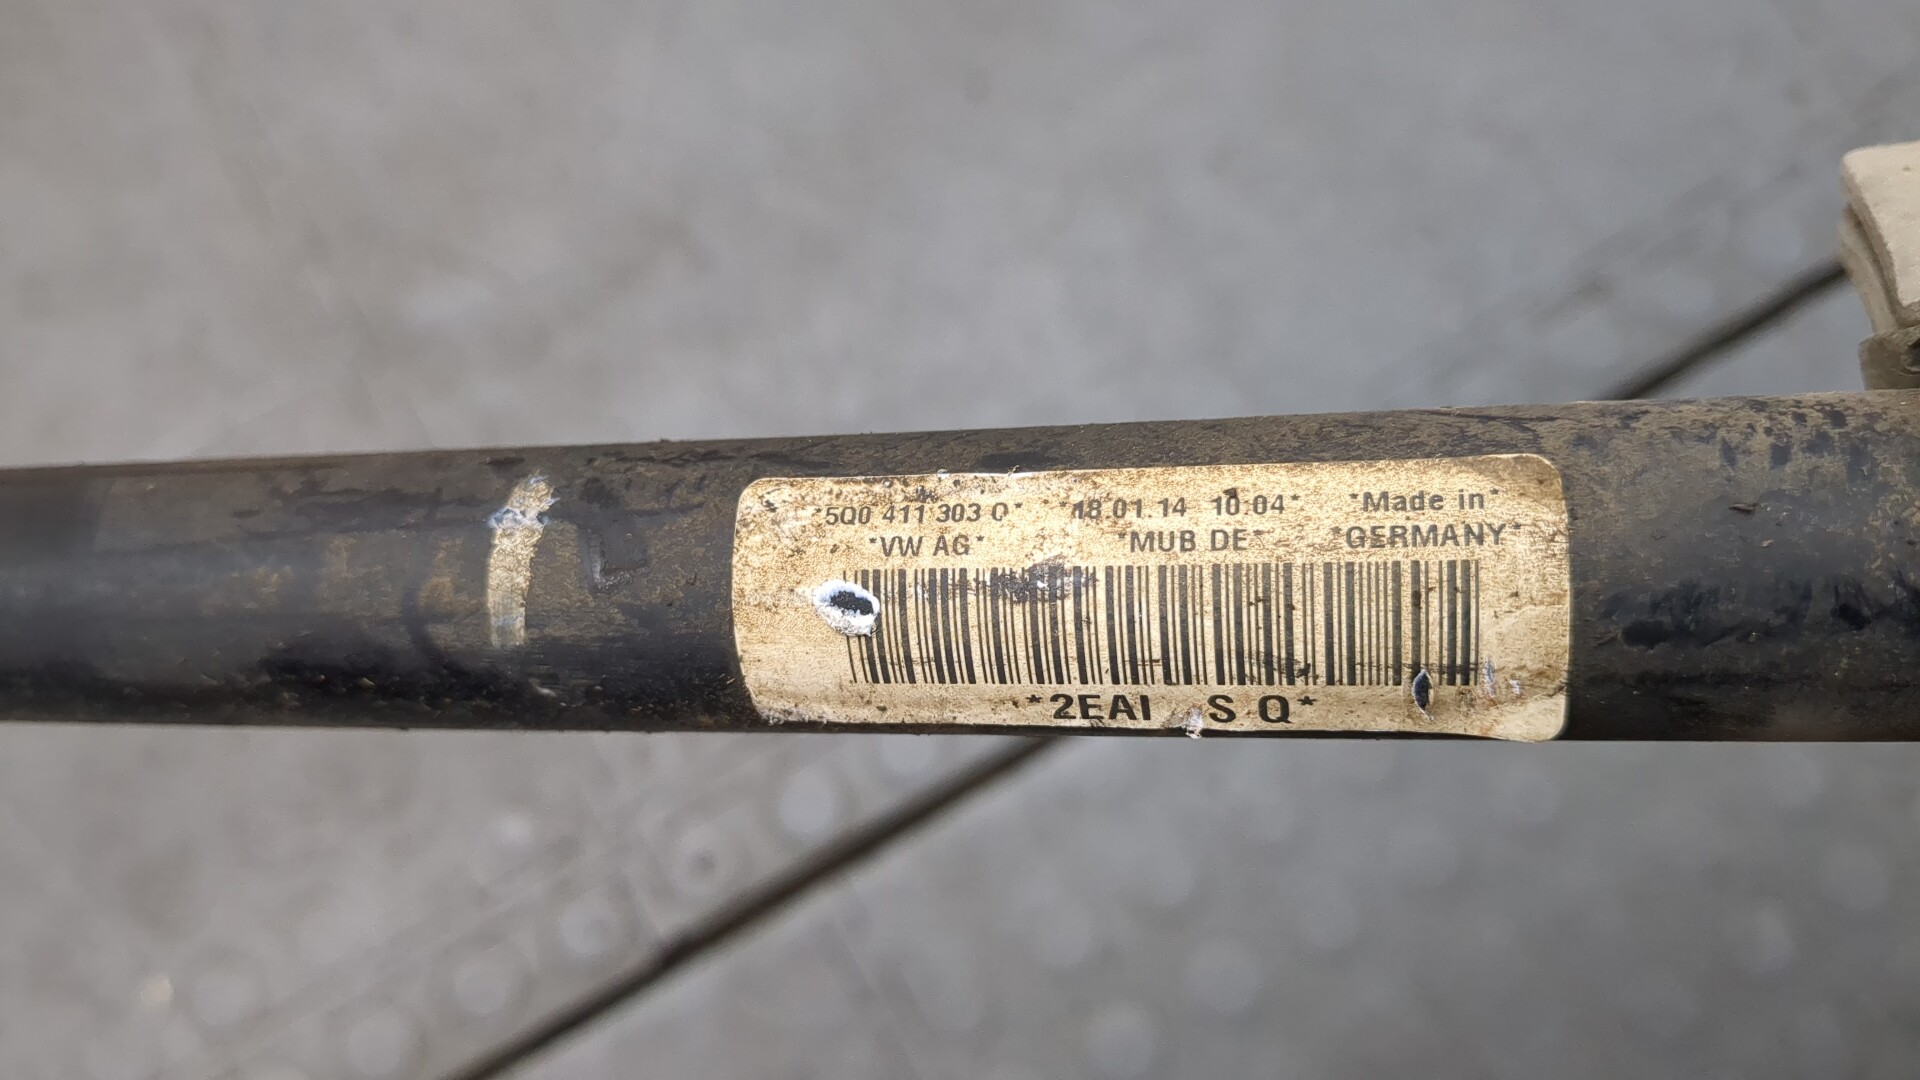 *5Q0 411 303 Q* *18.01.14 10:04* *Made in*
*VW AG* *MUB DE* *GERMANY*
*2EAI S Q*